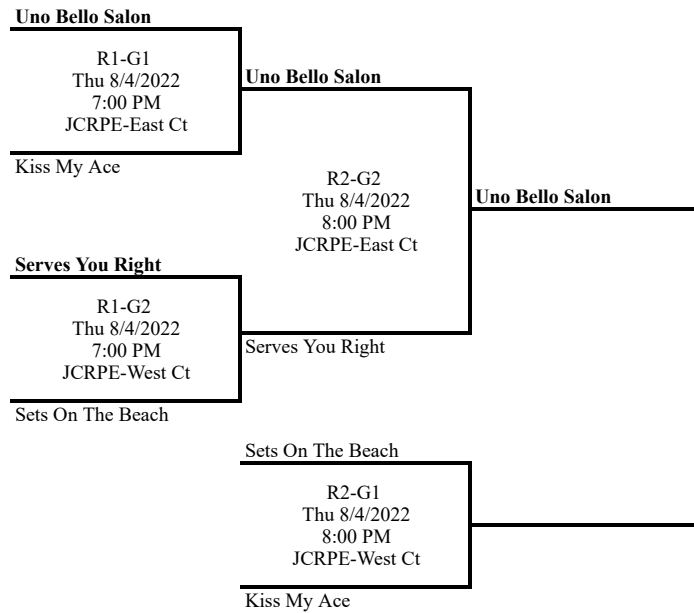 Uno Bello Salon
R1-G1
Thu 8/4/2022
7:00 PM
JCRPE-East Ct
Kiss My Ace
Uno Bello Salon
R2-G2
Thu 8/4/2022
8:00 PM
JCRPE-East Ct
Uno Bello Salon
Serves You Right
R1-G2
Thu 8/4/2022
7:00 PM
JCRPE-West Ct
Sets On The Beach
Serves You Right
Sets On The Beach
R2-G1
Thu 8/4/2022
8:00 PM
JCRPE-West Ct
Kiss My Ace